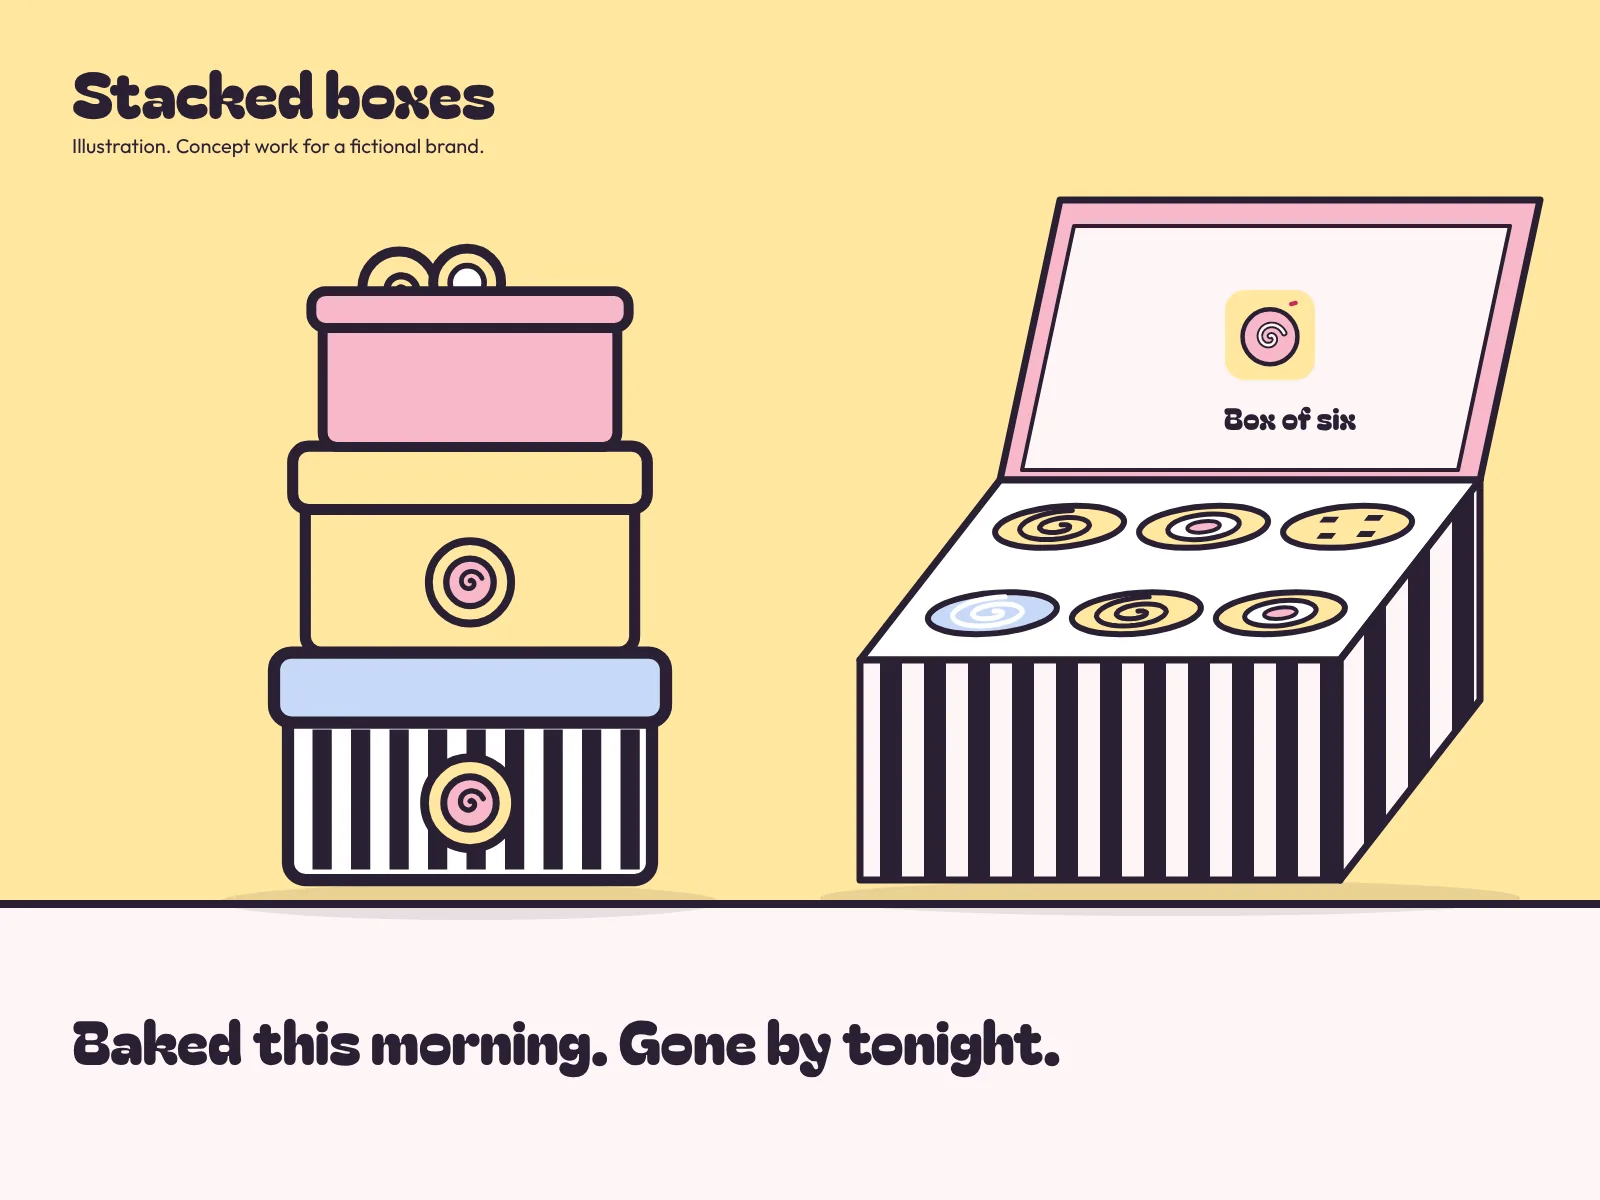 Stacked boxes
Illustration. Concept work for a fictional brand.
Box of six
Baked this morning. Gone by tonight.